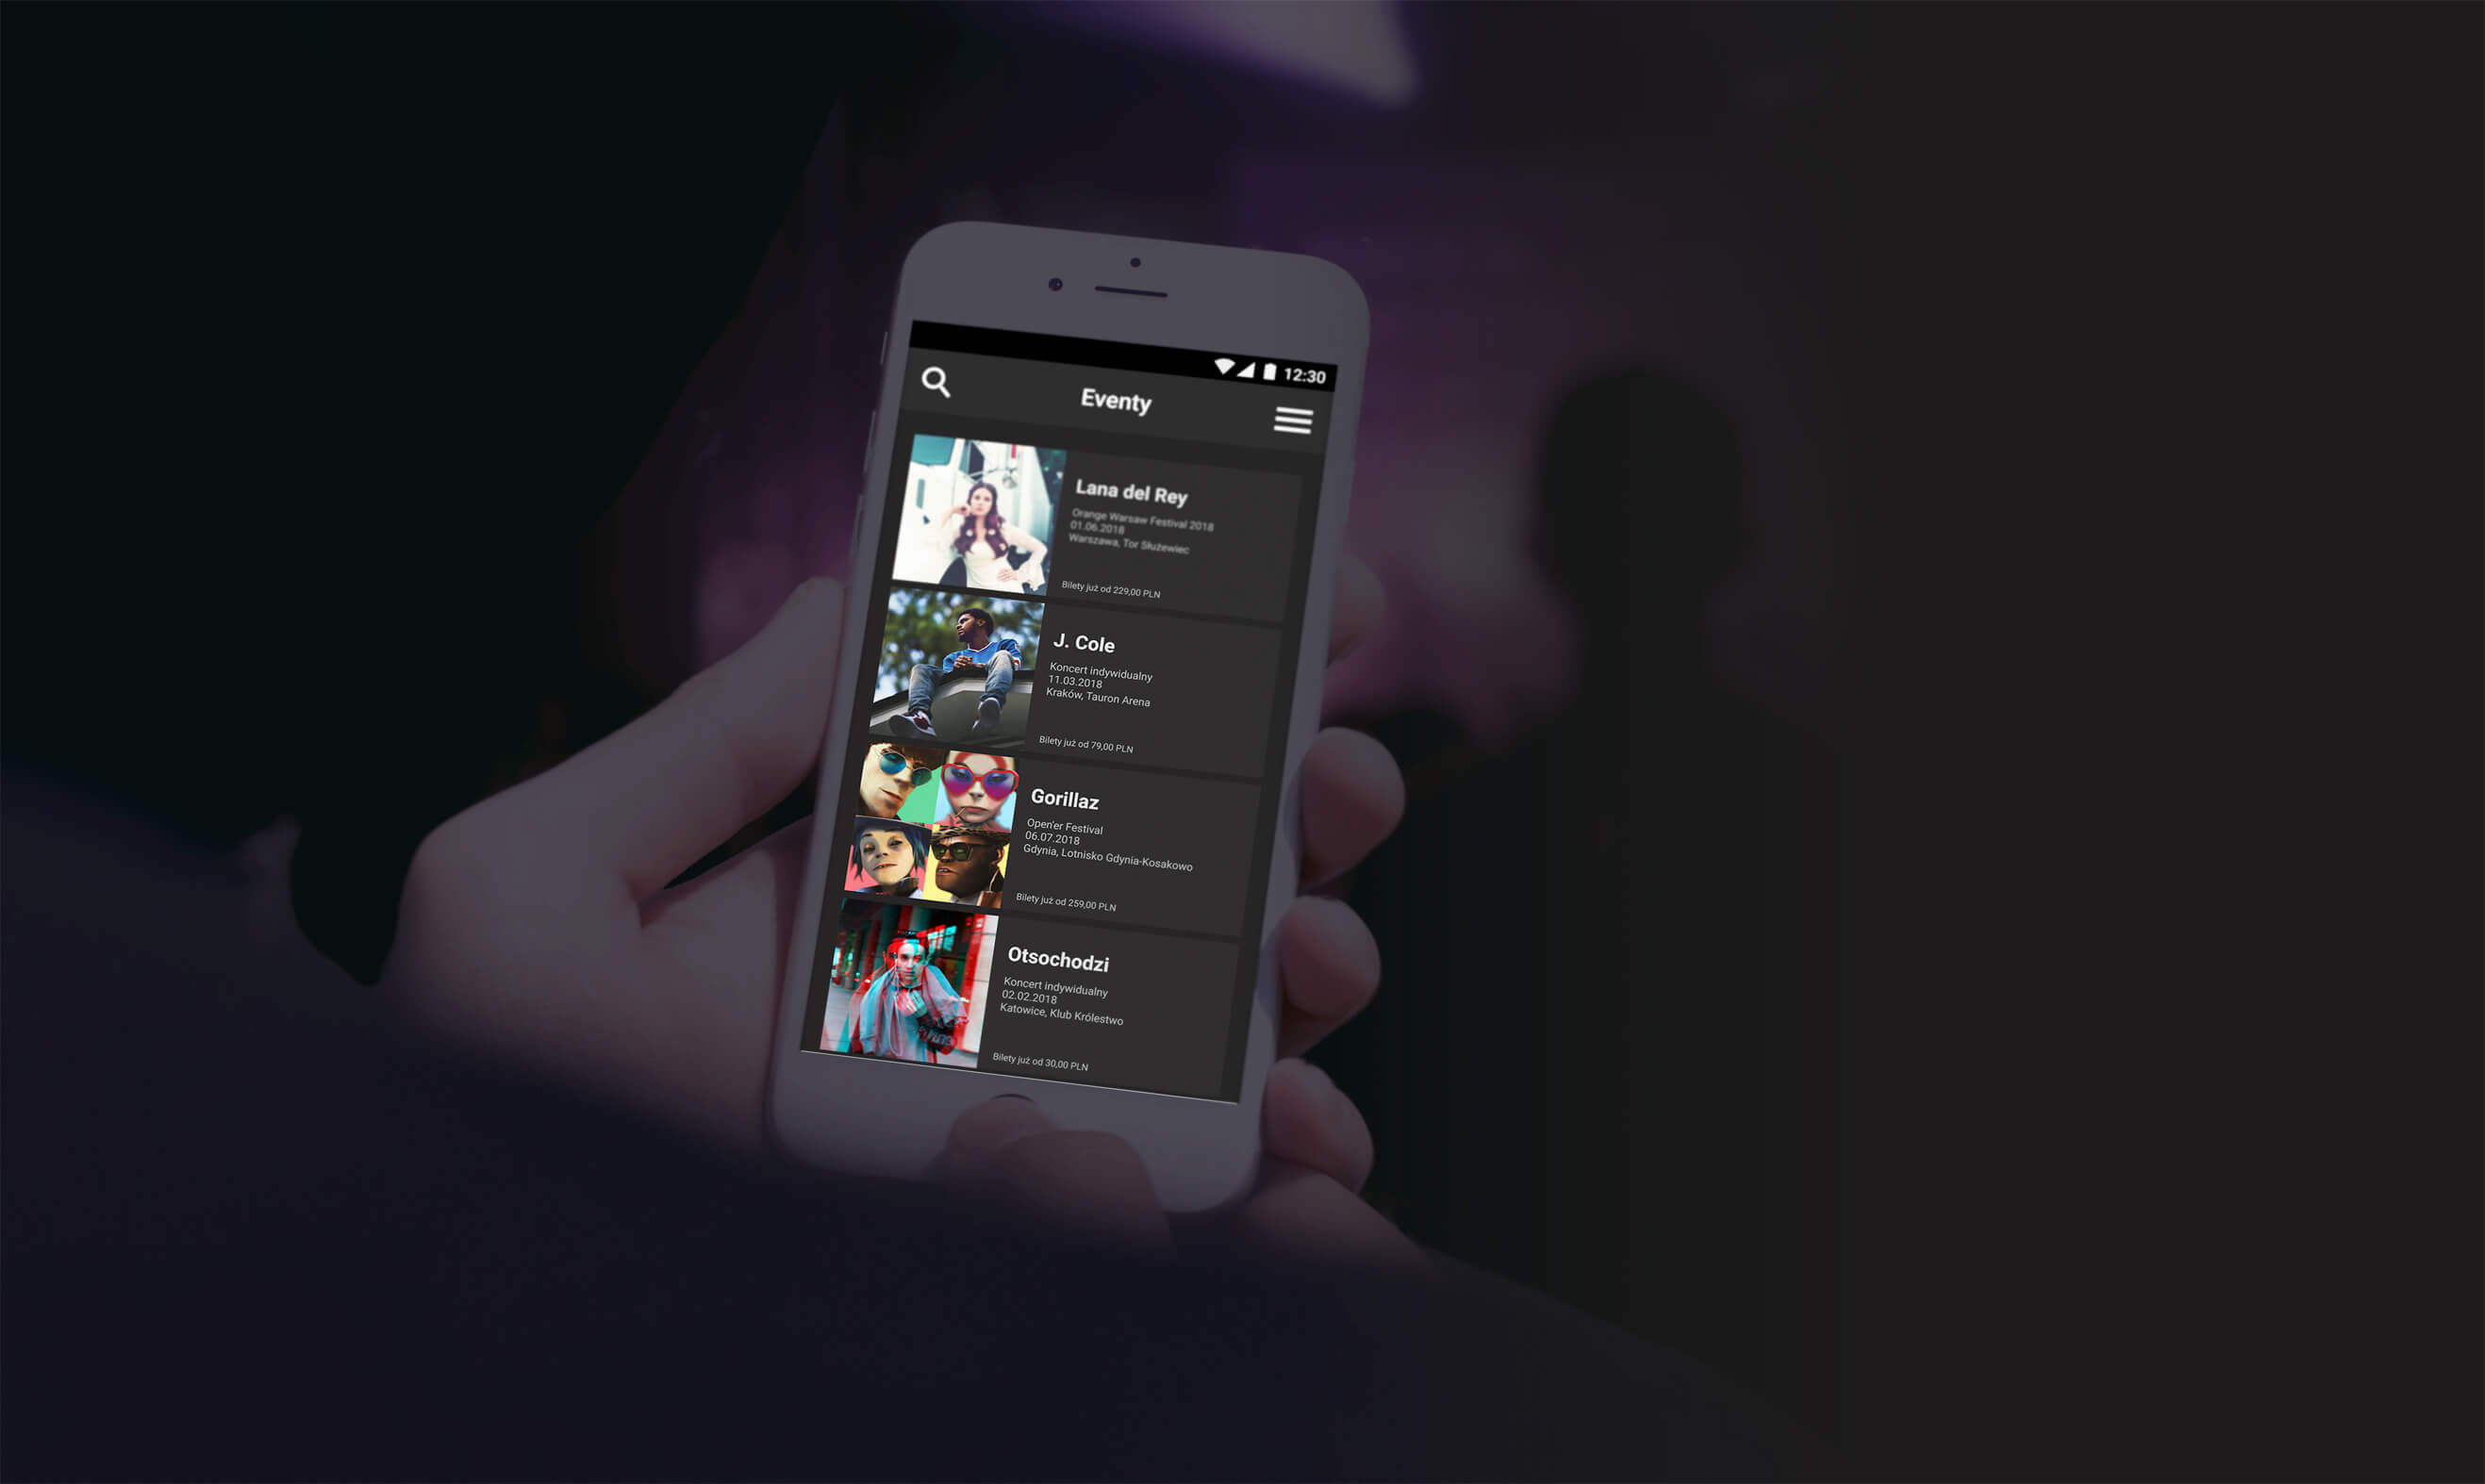 12:30
Eventy
Lana del Rey
Orange Warsaw Festival 2018
01.06.2018
Warszawa, Tor Służewiec
Bilety już od 229,00 PLN
J. Cole
Koncert indywidualny
11.03.2018
Kraków, Tauron Arena
Bilety już od 79,00 PLN
Gorillaz
Open'er Festival
06.07.2018
Gdynia, Lotnisko Gdynia-Kosakowo
Bilety już od 259,00 PLN
Otsochodzi
Koncert indywidualny
02.02.2018
Katowice, Klub Królestwo
Bilety już od 30,00 PLN